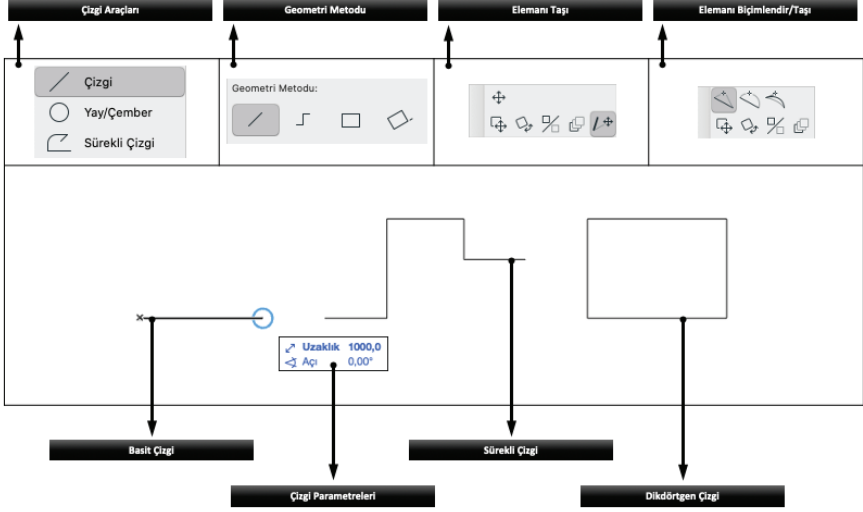 Çizgi Araçları
Geometri Metodu
Elemanı Taşı
Elemanı Biçimlendir/Taşı
Çizgi
Yay/Çember
Sürekli Çizgi
Geometri Metodu:
Uzaklık 1000,0
Açı 0,00°
Basit Çizgi
Sürekli Çizgi
Çizgi Parametreleri
Dikdörtgen Çizgi